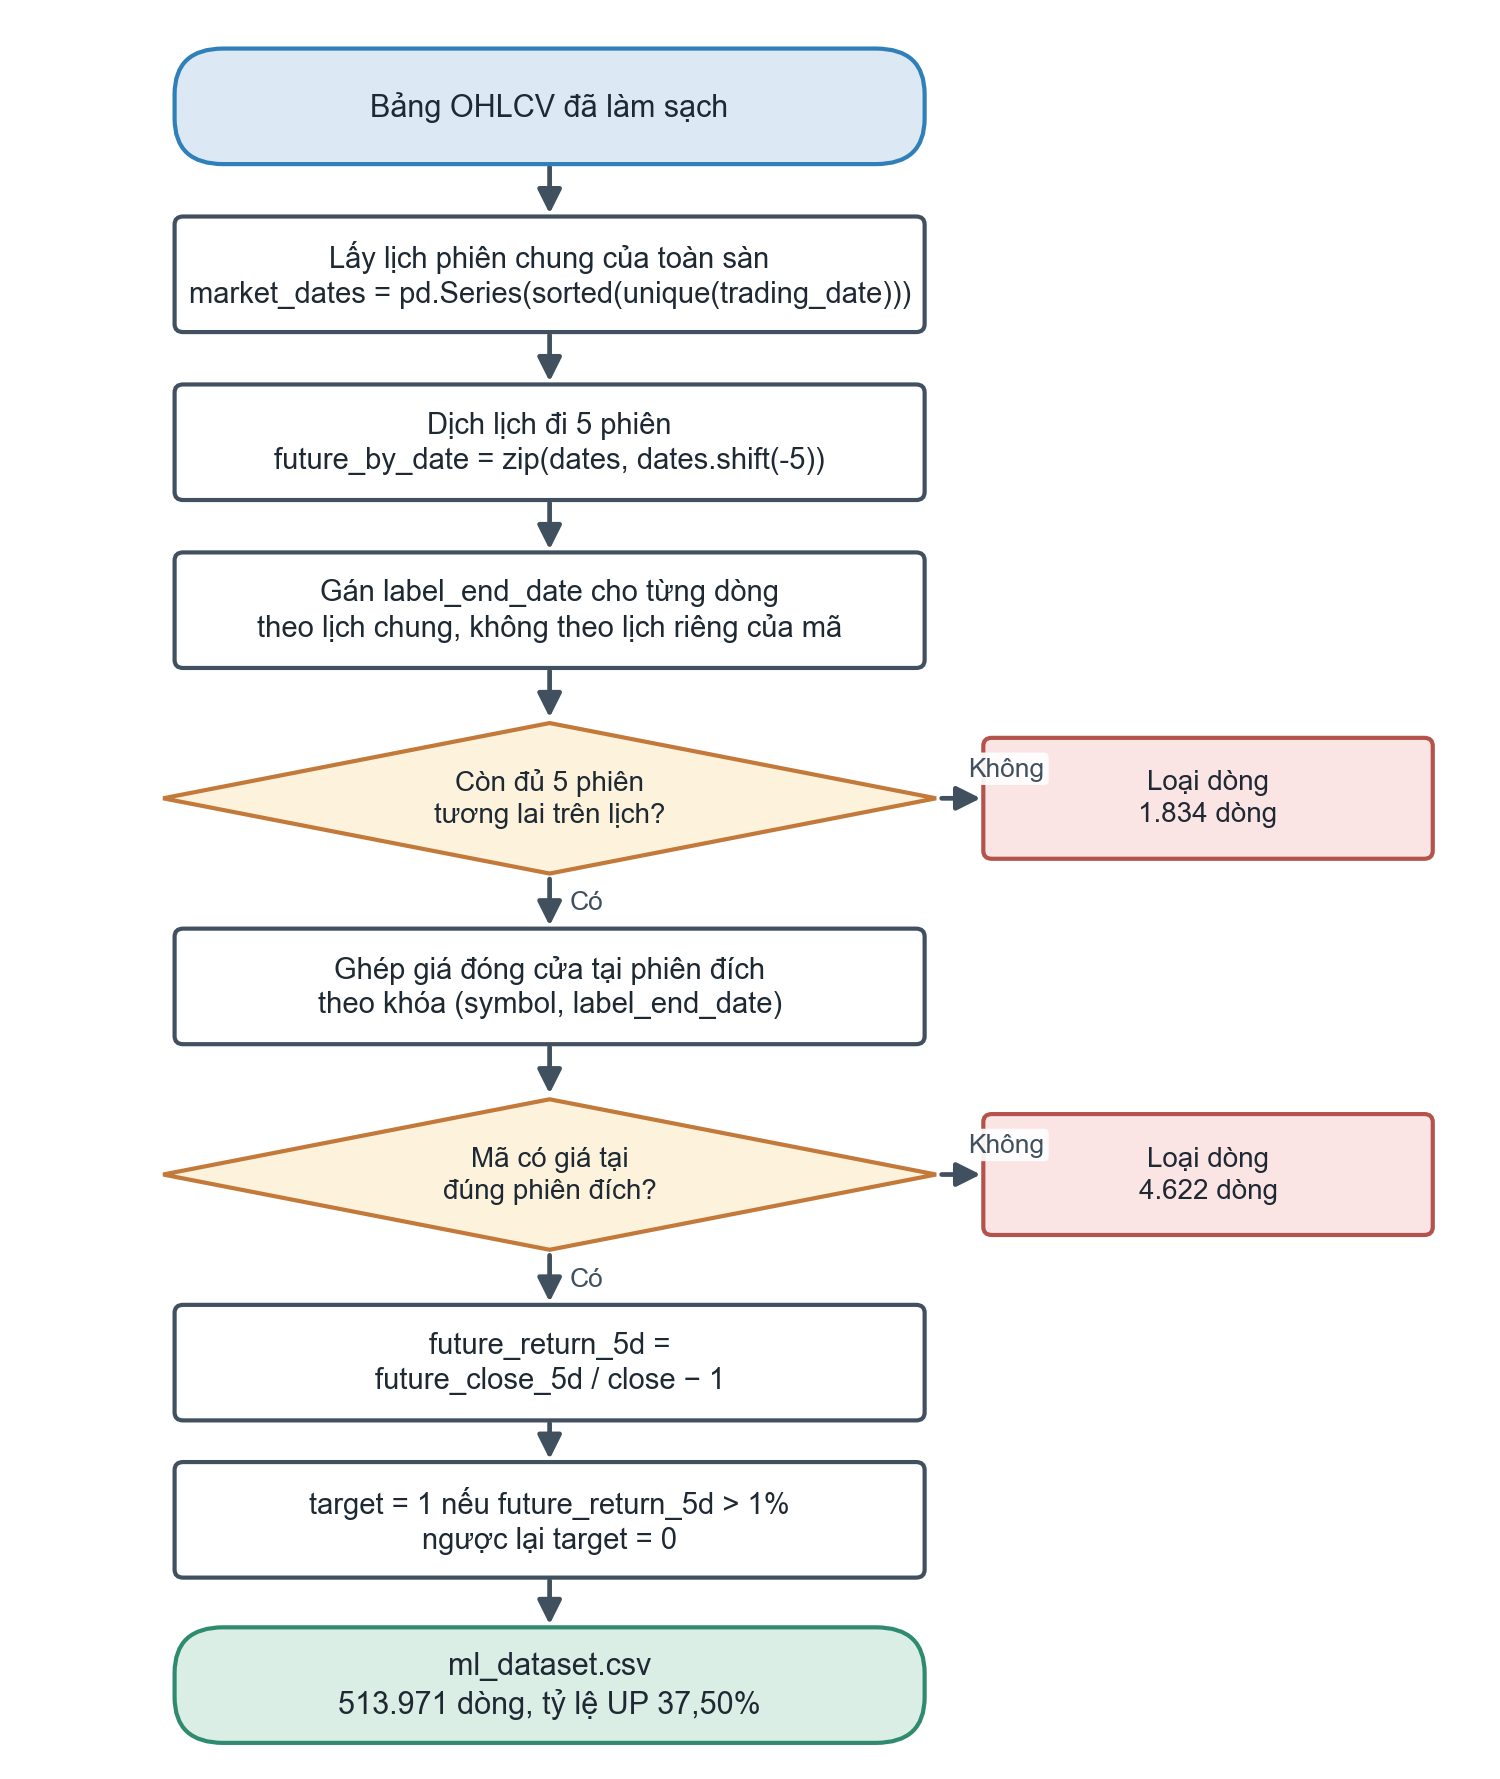 Bảng OHLCV đã làm sạch
Lấy lịch phiên chung của toàn sàn
market_dates = pd.Series(sorted(unique(trading_date)))
Dịch lịch đi 5 phiên
future_by_date = zip(dates, dates.shift(-5))
Gán label_end_date cho từng dòng
theo lịch chung, không theo lịch riêng của mã
Còn đủ 5 phiên
tương lai trên lịch?
Không
Loại dòng
1.834 dòng
Có
Ghép giá đóng cửa tại phiên đích
theo khóa (symbol, label_end_date)
Mã có giá tại
đúng phiên đích?
Không
Loại dòng
4.622 dòng
Có
future_return_5d =
future_close_5d / close − 1
target = 1 nếu future_return_5d > 1%
ngược lại target = 0
ml_dataset.csv
513.971 dòng, tỷ lệ UP 37,50%